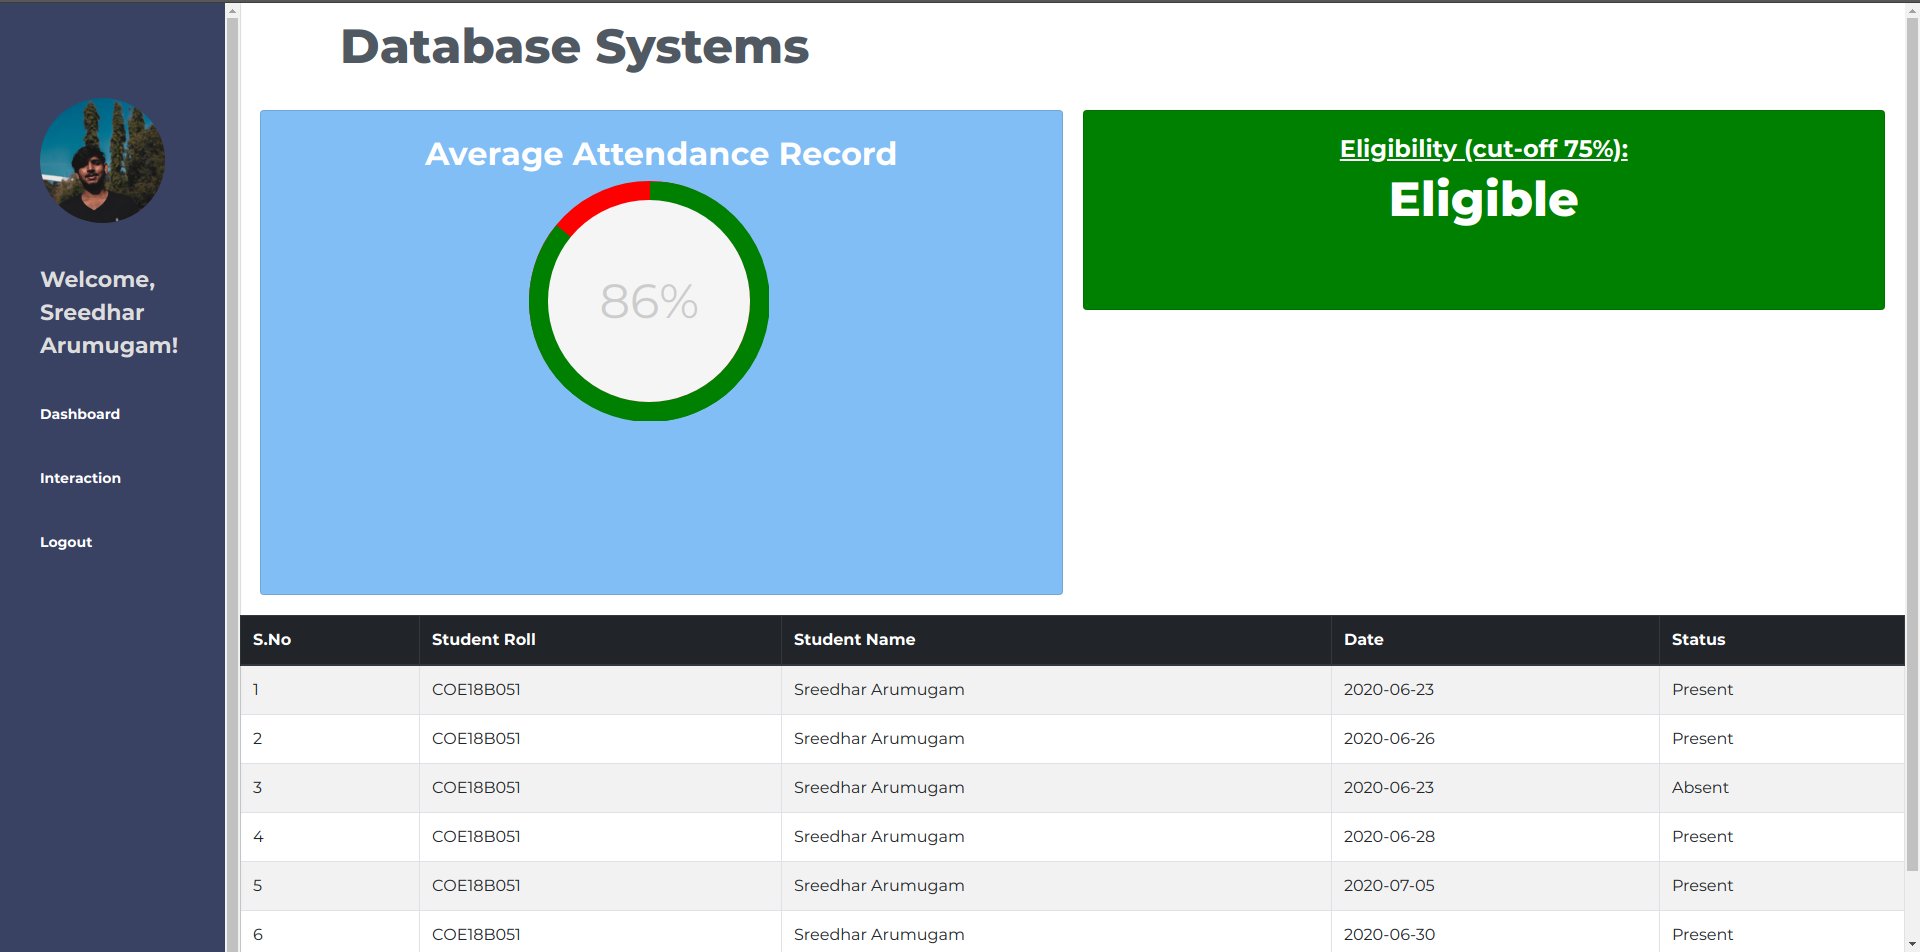 Database Systems
Welcome,
Sreedhar
Arumugam!
Dashboard
Interaction
Logout
Average Attendance Record
86%
Eligibility (cut-off 75%):
Eligible
S.No Student Roll Student Name Date Status
1 COE18B051 Sreedhar Arumugam 2020-06-23 Present
2 COE18B051 Sreedhar Arumugam 2020-06-26 Present
3 COE18B051 Sreedhar Arumugam 2020-06-23 Absent
4 COE18B051 Sreedhar Arumugam 2020-06-28 Present
5 COE18B051 Sreedhar Arumugam 2020-07-05 Present
6 COE18B051 Sreedhar Arumugam 2020-06-30 Present